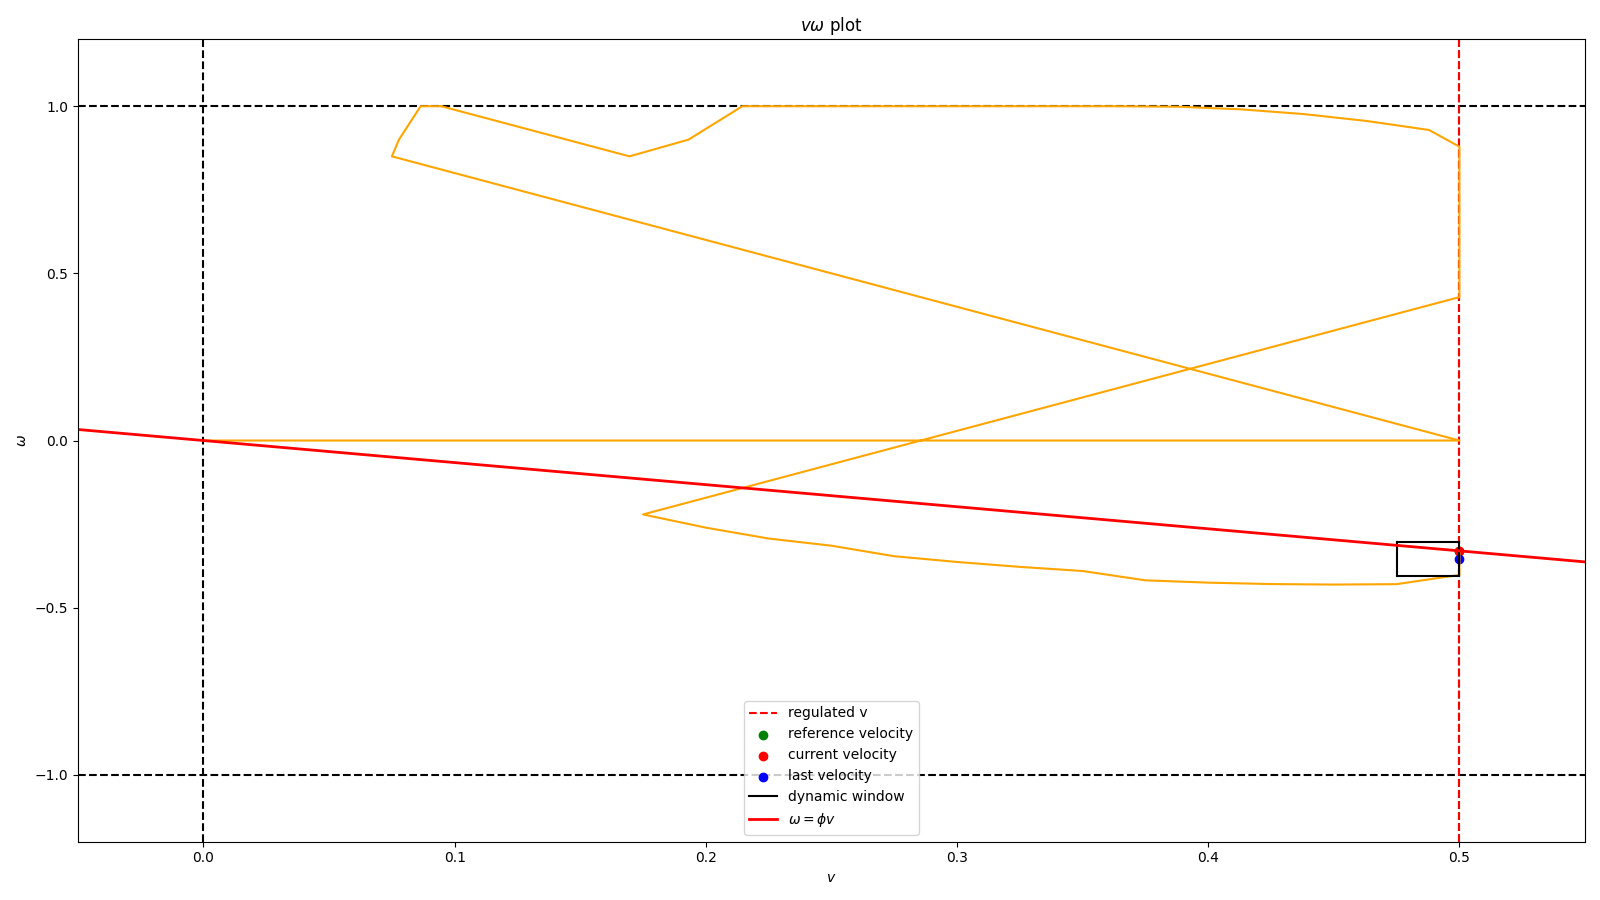 vω plot
1.0
0.5
0.0
−0.5
−1.0
ω
0.0 0.1 0.2 0.3 0.4 0.5
v
regulated v
reference velocity
current velocity
last velocity
dynamic window
ω = ϕv